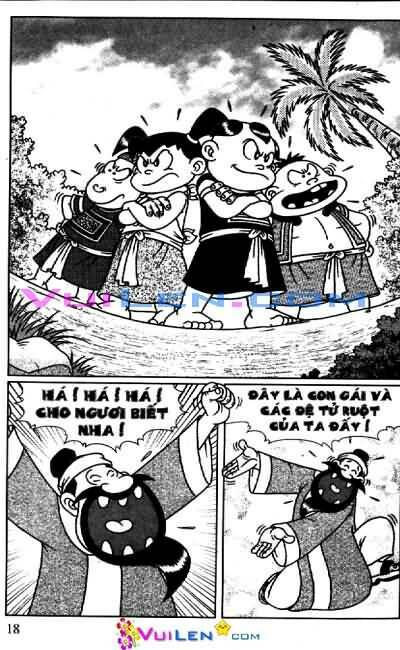 VUILEN.COM
HÁ! HÁ! HÁ!
CHO NGƯƠI BIẾT
NHA!
ĐÂY LÀ CON GÁI VÀ
CÁC ĐỆ TỬ RUỘT
CỦA TA ĐẤY!
18
VUILEN.COM